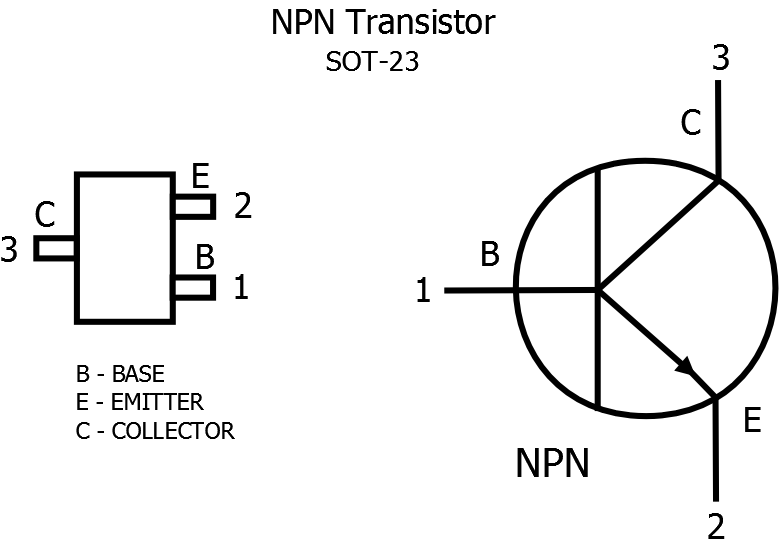 NPN Transistor
SOT-23
E
2
C
3
B
1
B - BASE
E - EMITTER
C - COLLECTOR
3
C
B
1
E
NPN
2